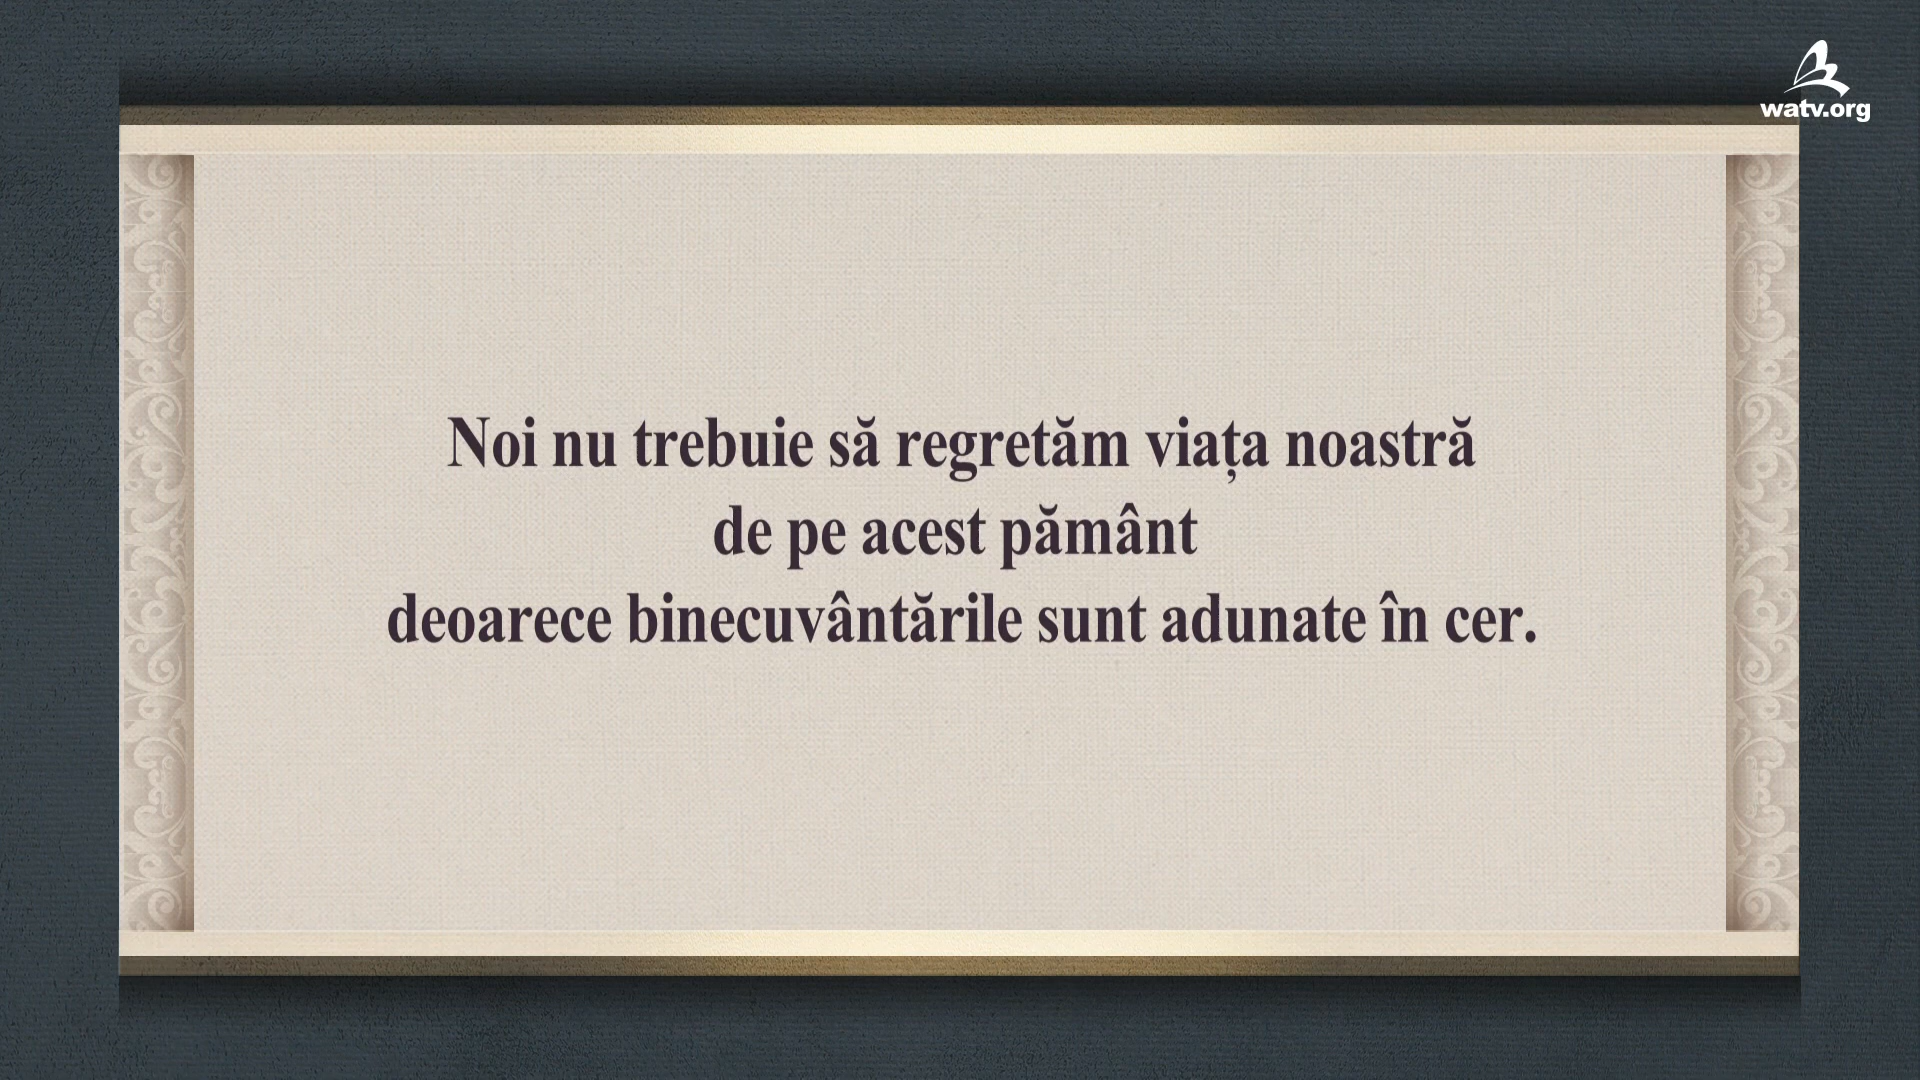 watv.org
Noi nu trebuie să regretăm viața noastră
de pe acest pământ
deoarece binecuvântările sunt adunate în cer.